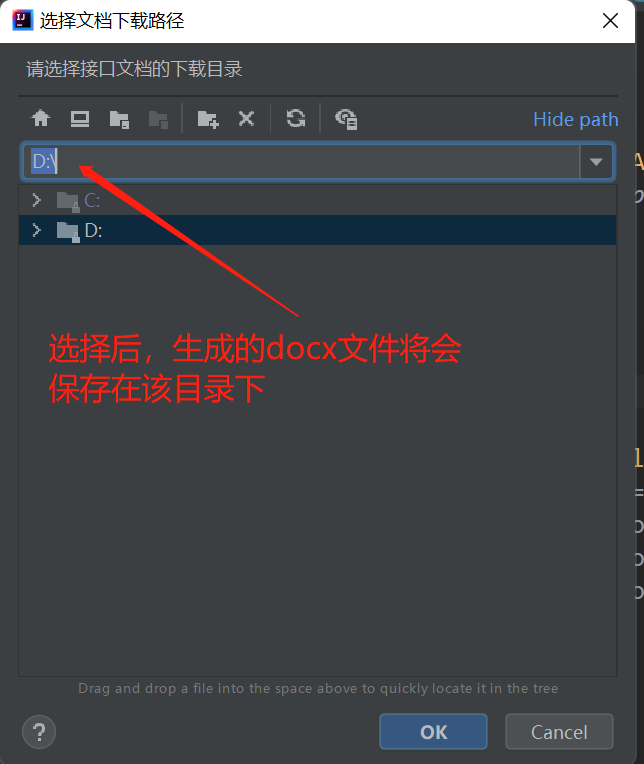 选择文档下载路径
请选择接口文档的下载目录
Hide path
D:\
C:
D:
选择后，生成的docx文件将会
保存在该目录下
Drag and drop a file into the space above to quickly locate it in the tree
?
OK
Cancel